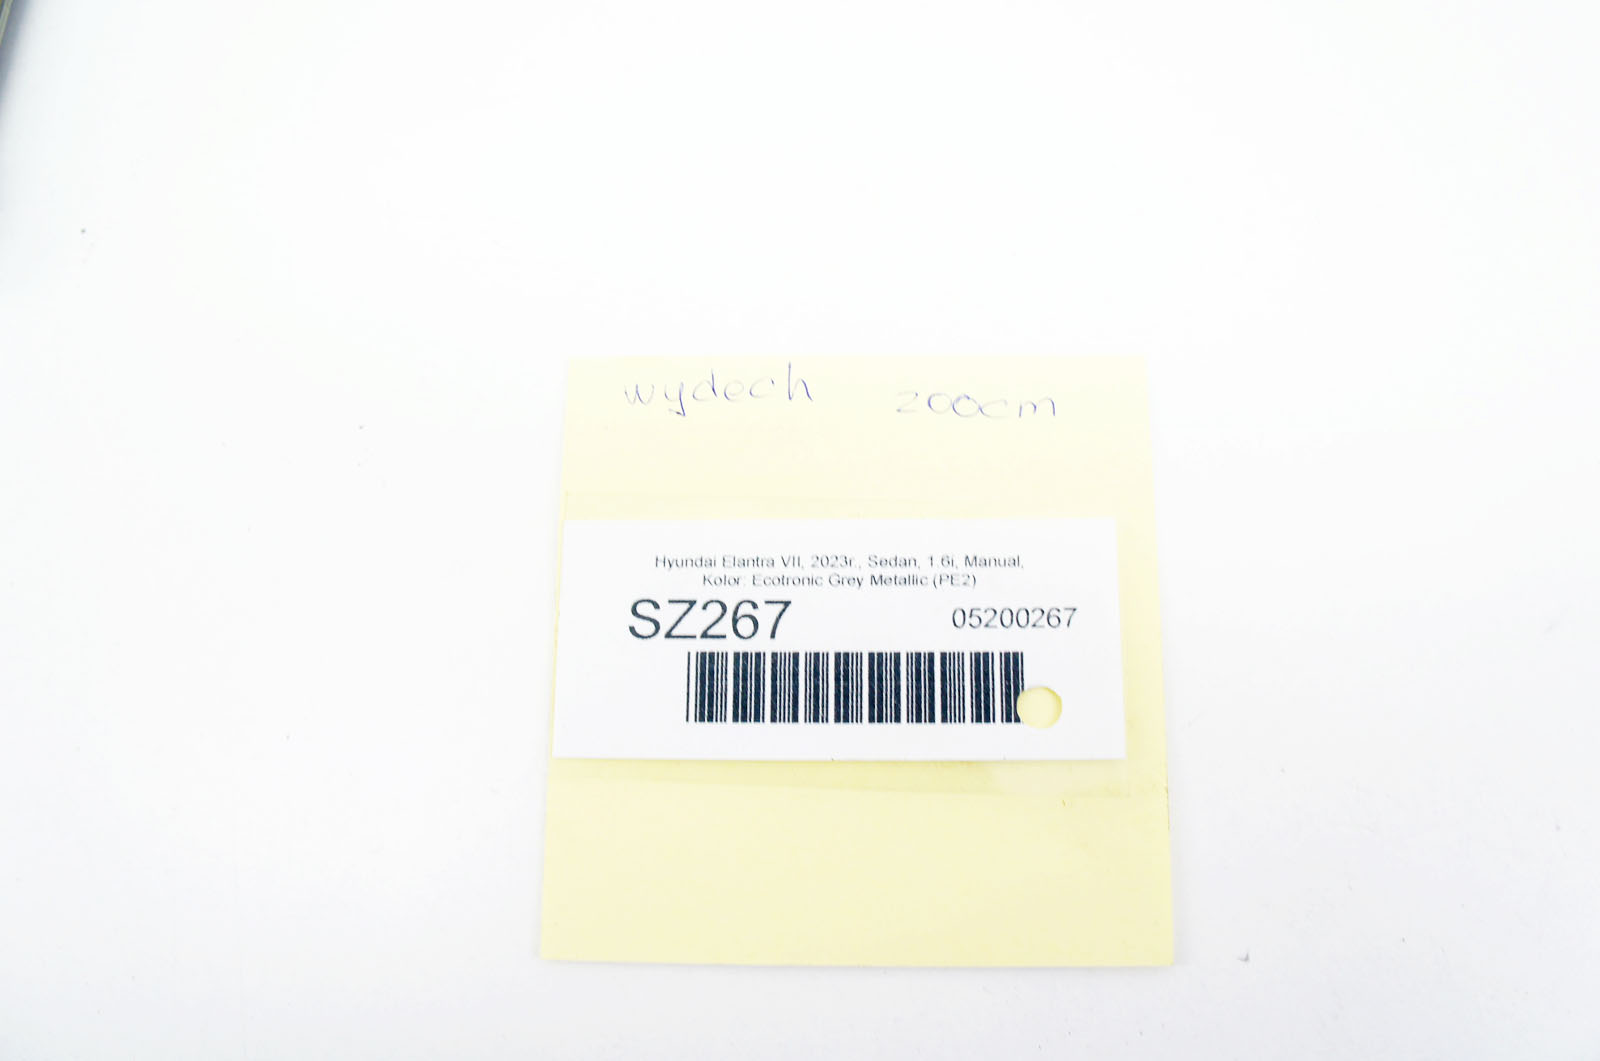 wydech 200cm
Hyundai Elantra VII, 2023r., Sedan, 1.6i, Manual,
Kolor: Ecotronic Grey Metallic (PE2)
SZ267 05200267